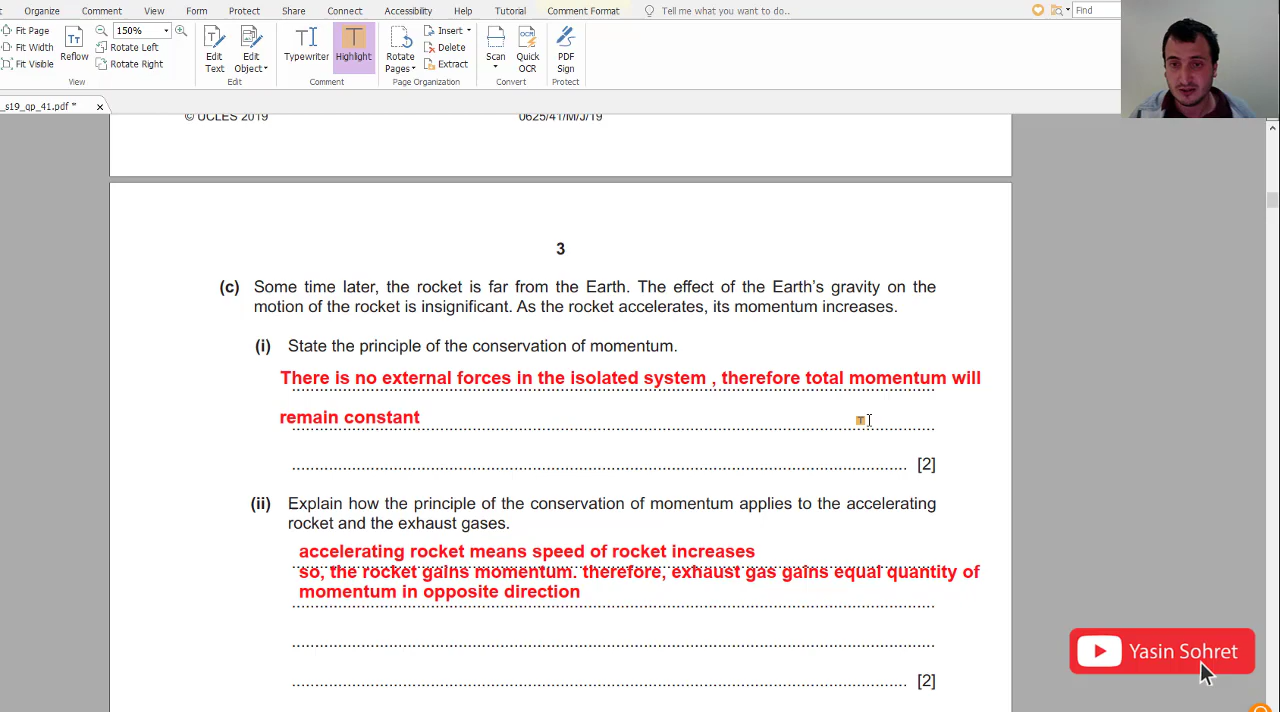 Organize Comment View Form Protect Share Connect Accessibility Help Tutorial Comment Format Tell me what you want to do..
Find
Fit Page
Fit Width
Fit Visible
Reflow
150%
Rotate Left
Rotate Right
View
Edit Text
Edit Object
Edit
Typewriter
Highlight
Comment
Rotate Pages
Insert
Delete
Extract
Page Organization
Scan
Quick OCR
Convert
PDF Sign
Protect
_s19_qp_41.pdf *
© UCLES 2019 0625/41/M/J/19
3
(c) Some time later, the rocket is far from the Earth. The effect of the Earth's gravity on the
motion of the rocket is insignificant. As the rocket accelerates, its momentum increases.
(i) State the principle of the conservation of momentum.
There is no external forces in the isolated system , therefore total momentum will
remain constant
[2]
(ii) Explain how the principle of the conservation of momentum applies to the accelerating
rocket and the exhaust gases.
accelerating rocket means speed of rocket increases
so, the rocket gains momentum. therefore, exhaust gas gains equal quantity of
momentum in opposite direction
[2]
Yasin Sohret